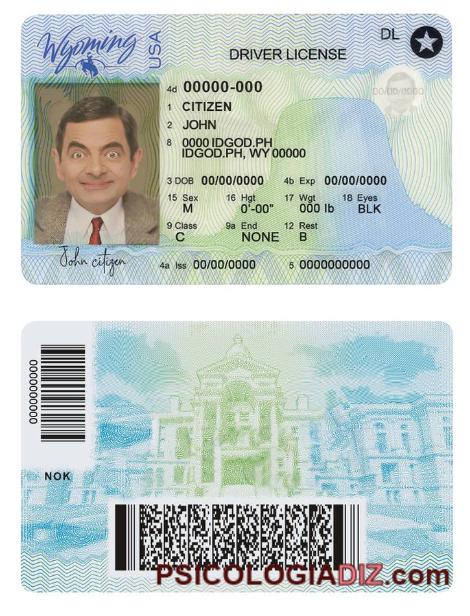 Wyoming USA
DL
DRIVER LICENSE
4d 00000-000
00/00/0000
1 CITIZEN
2 JOHN
8 0000 IDGOD.PH
IDGOD.PH, WY 00000
3 DOB 00/00/0000 4b Exp 00/00/0000
15 Sex 16 Hgt 17 Wgt 18 Eyes
M 0'-00" 000 lb BLK
9 Class 9a End 12 Rest
C NONE B
John citizen
4a Iss 00/00/0000 5 0000000000
0000000000
NOK
PSICOLOGIADIZ.com